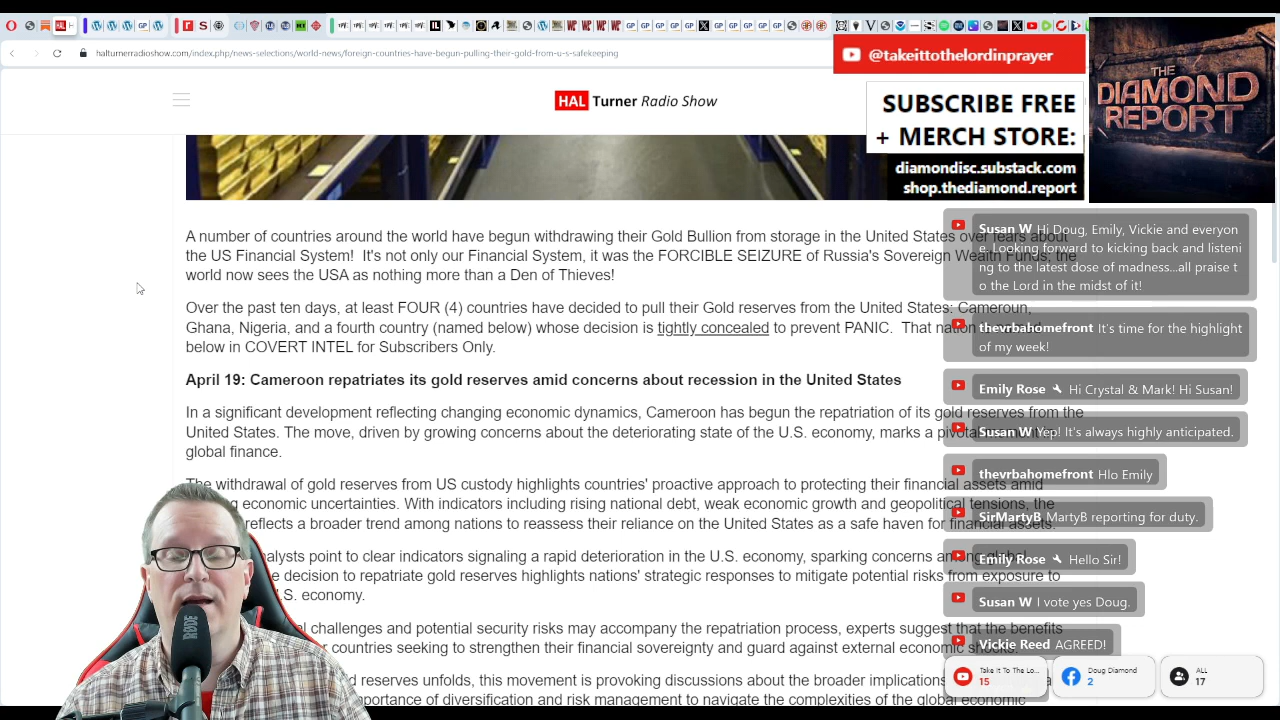 halturnerradioshow.com/index.php/news-selections/world-news/foreign-countries-have-begun-pulling-their-gold-from-u-s-safekeeping
@takeittothelordinprayer
THE
DIAMOND
REPORT
HAL Turner Radio Show
SUBSCRIBE FREE
+ MERCH STORE:
diamondisc.substack.com
shop.thediamond.report
A numbers of countries around the world have begun withdrawing their Gold Bullion from storage in the United States over fears about
the US Financial System. It's not only our Financial System, it was the FORCIBLE SEIZURE of Russia's Sovereign Wealth Funds; the
world now sees the USA as nothing more than a Den of Thieves!
Over the past ten days, at least FOUR (4) countries have decided to pull their Gold reserves from the United States: Cameroun,
Ghana, Nigeria, and a fourth country (named below) whose decision is tightly concealed to prevent PANIC. That nation
below in COVERT INTEL for Subscribers Only.
April 19: Cameroon repatriates its gold reserves amid concerns about recession in the United States
In a significant development reflecting changing economic dynamics, Cameroon has begun the repatriation of its gold reserves from the
United States. The move, driven by growing concerns about the deteriorating state of the U.S. economy, marks a pivotal
global finance.
The withdrawal of gold reserves from US custody highlights countries' proactive approach to protecting their financial assets amid
economic uncertainties. With indicators including rising national debt, weak economic growth and geopolitical tensions, the
reflects a broader trend among nations to reassess their reliance on the United States as a safe haven for financial assets.
analysts point to clear indicators signaling a rapid deterioration in the U.S. economy, sparking concerns among global
decision to repatriate gold reserves highlights nations' strategic responses to mitigate potential risks from exposure to
U.S. economy.
challenges and potential security risks may accompany the repatriation process, experts suggest that the benefits
countries seeking to strengthen their financial sovereignty and guard against external economic shocks.
reserves unfolds, this movement is provoking discussions about the broader implications
importance of diversification and risk management to navigate the complexities of the global economic
Susan W Hi Doug, Emily, Vickie and everyon
e. Looking forward to kicking back and listeni
ng to the latest dose of madness...all praise t
o the Lord in the midst of it!
thevrbahomefront It's time for the highlight
of my week!
Emily Rose Hi Crystal & Mark! Hi Susan!
Susan W Yep! It's always highly anticipated.
thevrbahomefront Hlo Emily
SirMartyB MartyB reporting for duty.
Emily Rose Hello Sir!
Susan W I vote yes Doug.
Vickie Reed AGREED!
Take It To The Lo...
15
Doug Diamond
2
ALL
17
RØDE